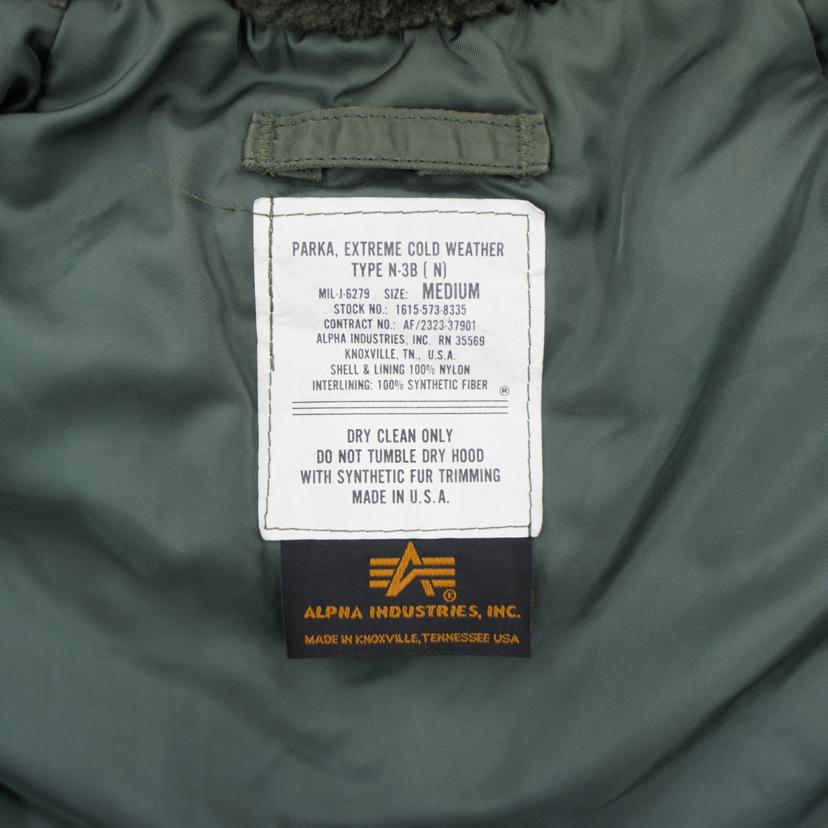 PARKA, EXTREME COLD WEATHER
TYPE N-3B ( N)
MIL-J-6279 SIZE: MEDIUM
STOCK NO.: 1615-573-8335
CONTRACT NO.: AF/2323-37901
ALPHA INDUSTRIES, INC. RN 35569
KNOXVILLE, TN., U.S.A.
SHELL & LINING 100% NYLON
INTERLINING: 100% SYNTHETIC FIBER ®
DRY CLEAN ONLY
DO NOT TUMBLE DRY HOOD
WITH SYNTHETIC FUR TRIMMING
MADE IN U.S.A.
®
ALPHA INDUSTRIES, INC.
MADE IN KNOXVILLE, TENNESSEE USA